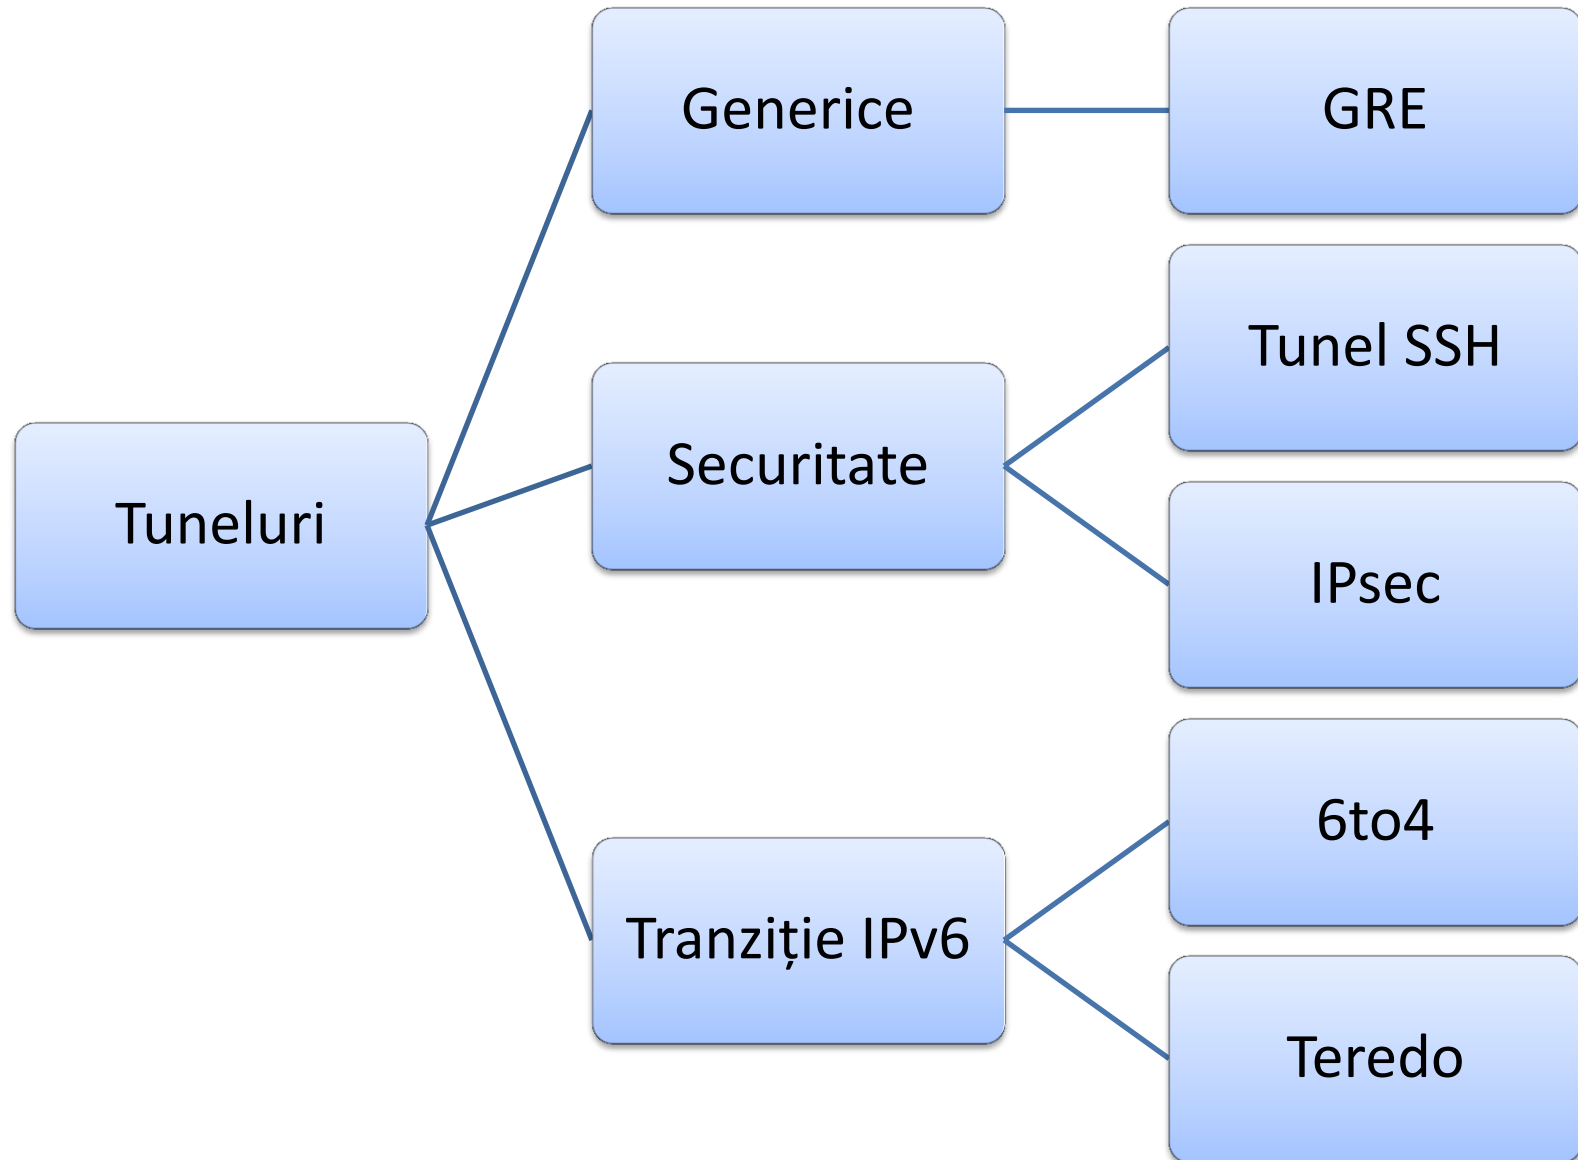 Tuneluri
Generice
GRE
Securitate
Tunel SSH
IPsec
Tranziție IPv6
6to4
Teredo